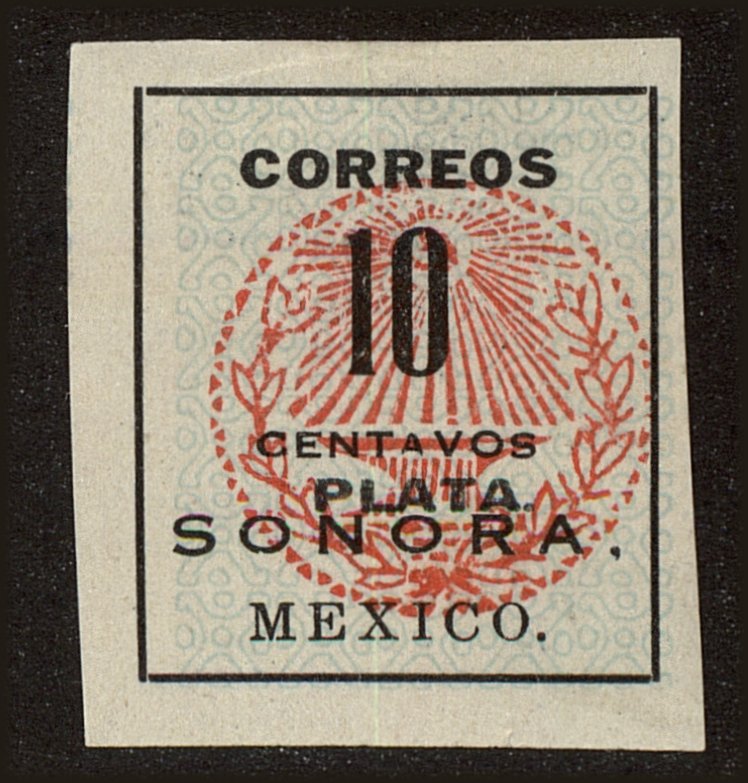 CORREOS
10
CENTAVOS
PLATA.
SONORA,
MEXICO.